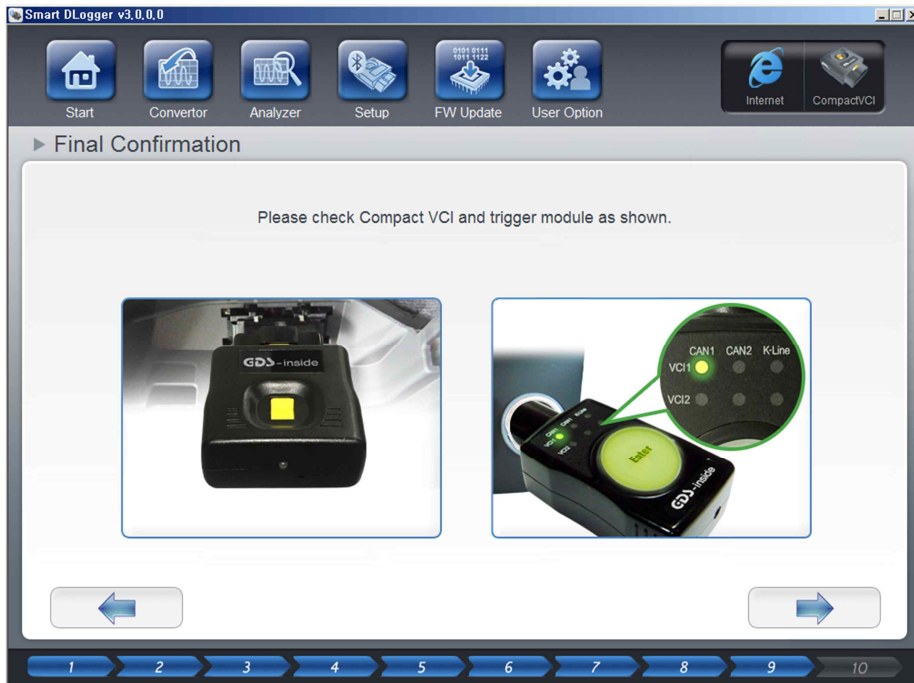 Smart DLogger v3,0,0,0
0101 0111
1011 1122
Start
Convertor
Analyzer
Setup
FW Update
User Option
Internet
CompactVCI
Final Confirmation
Please check Compact VCI and trigger module as shown.
GDS-inside
CAN1 CAN2 K-Line
VCI1
VCI2
Enter
GDS-inside
1 2 3 4 5 6 7 8 9 10